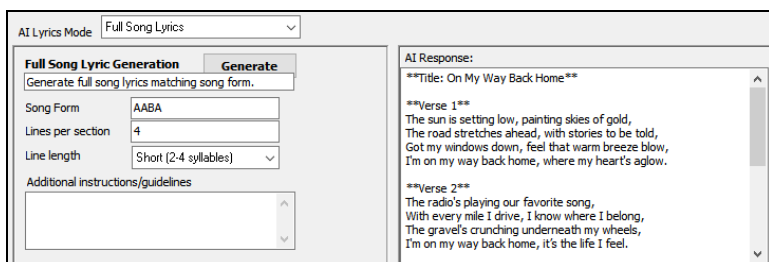 AI Lyrics Mode Full Song Lyrics
Full Song Lyric Generation Generate
Generate full song lyrics matching song form.
Song Form AABA
Lines per section 4
Line length Short (2-4 syllables)
Additional instructions/guidelines
AI Response:
**Title: On My Way Back Home**
**Verse 1**
The sun is setting low, painting skies of gold,
The road stretches ahead, with stories to be told,
Got my windows down, feel that warm breeze blow,
I'm on my way back home, where my heart's aglow.
**Verse 2**
The radio's playing our favorite song,
With every mile I drive, I know where I belong,
The gravel's crunching underneath my wheels,
I'm on my way back home, it's the life I feel.